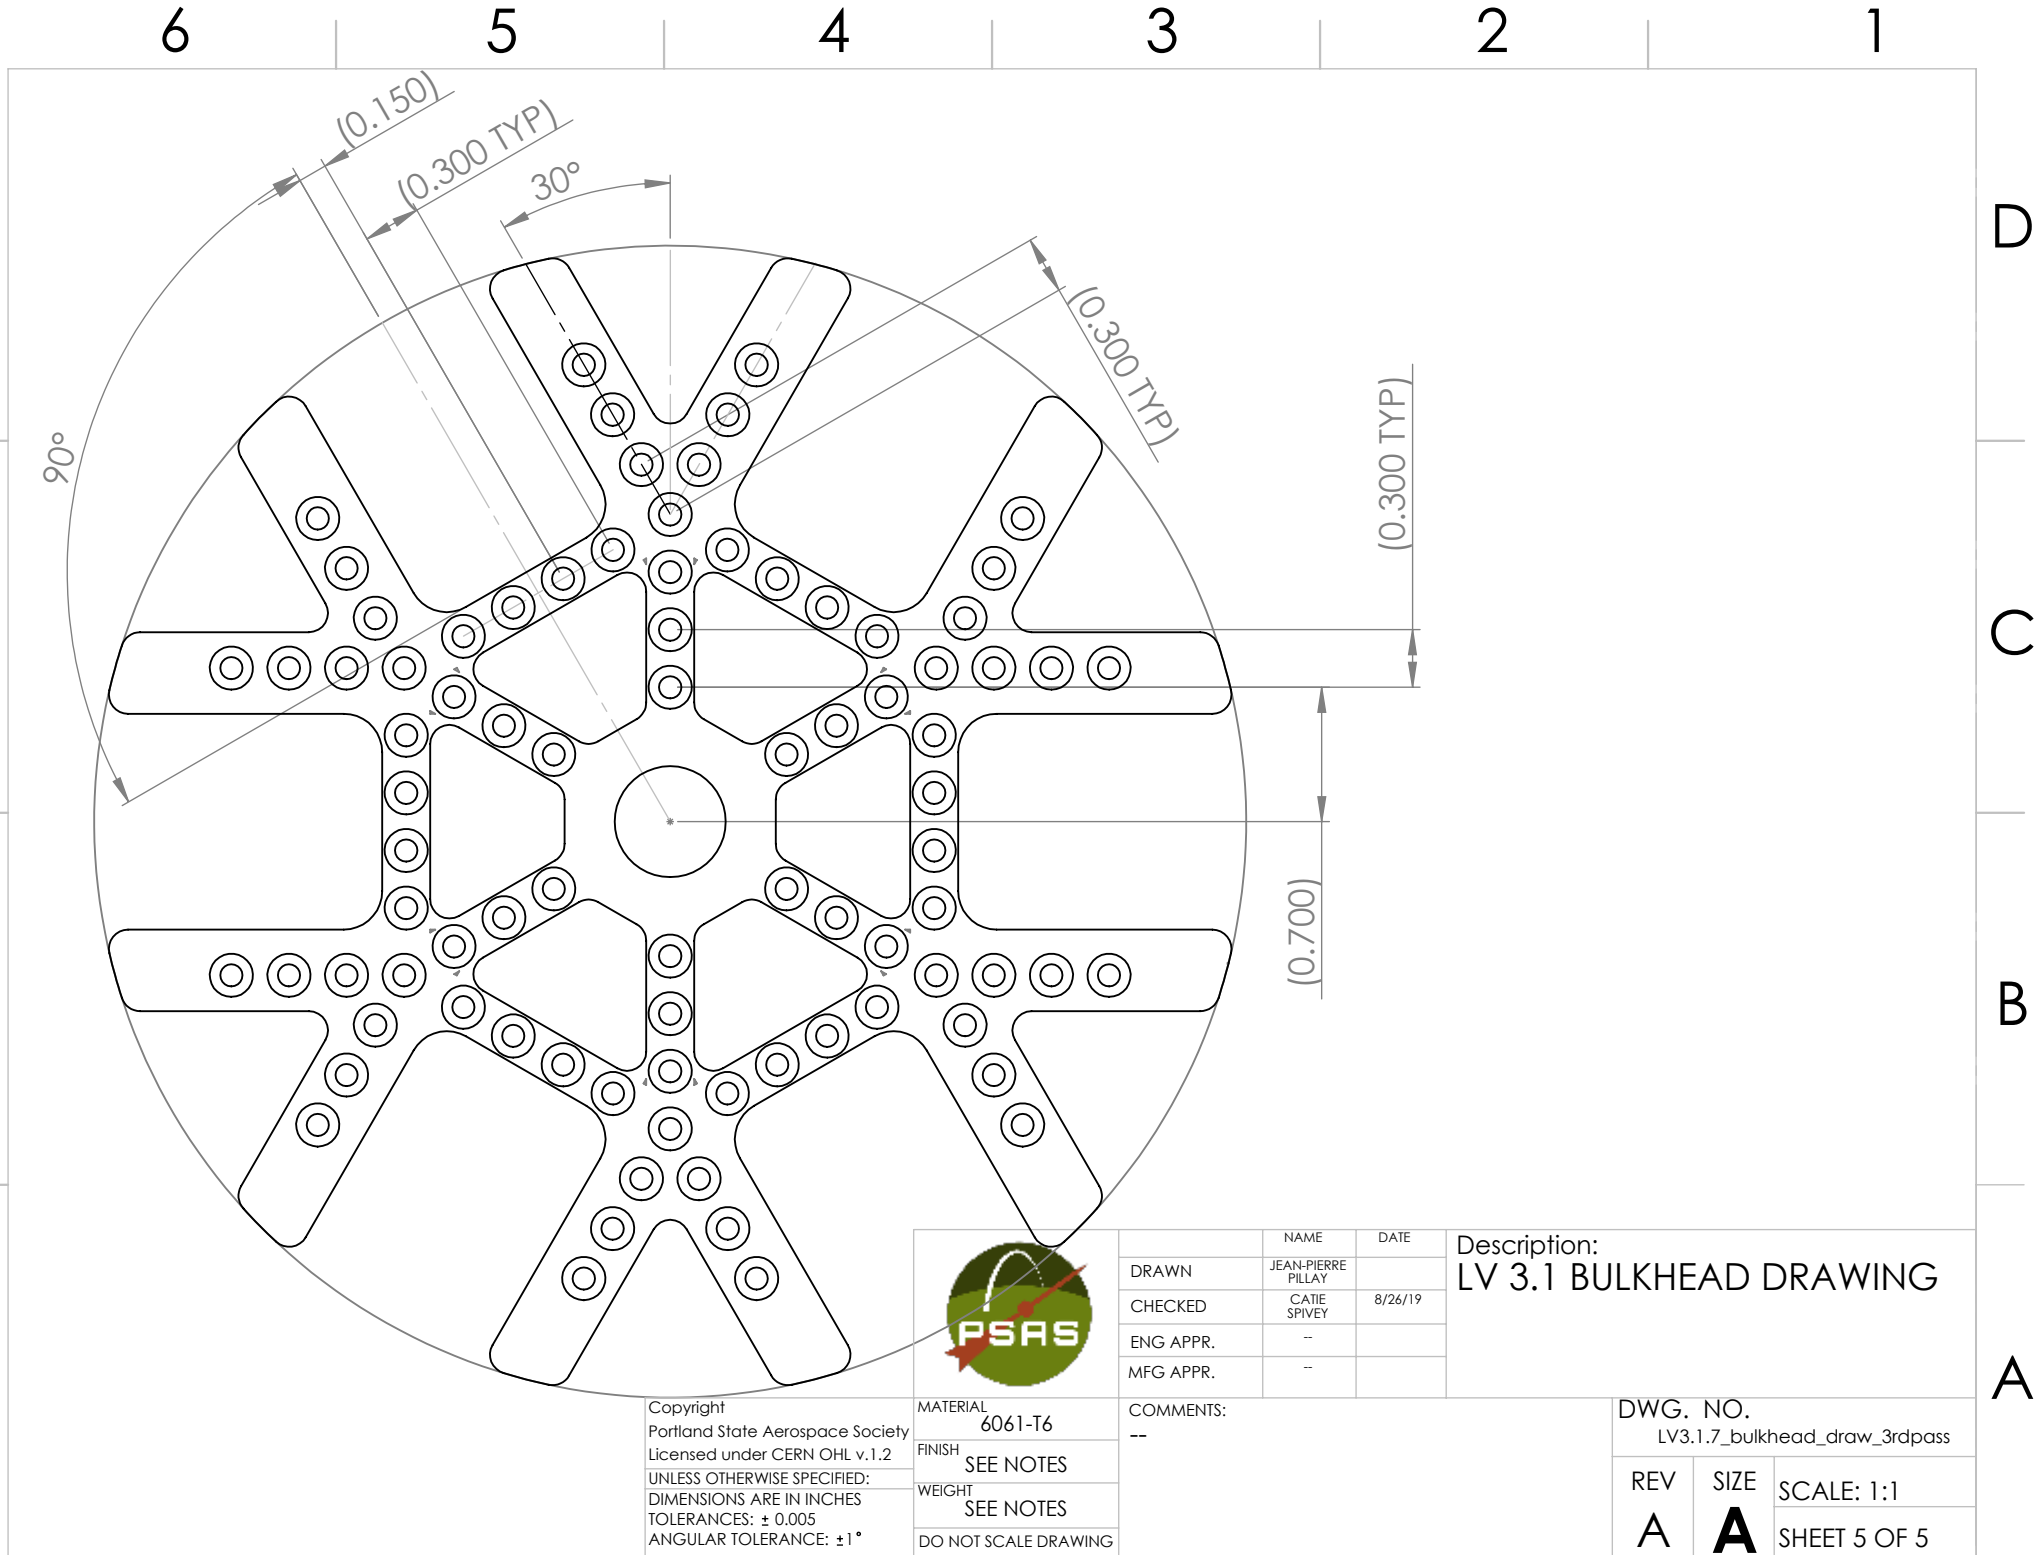 6 5 4 3 2 1
(0.150)
(0.300 TYP)
30°
D
(0.300 TYP)
(0.300 TYP)
90°
C
(0.700)
B
A
PSAS
NAME DATE
DRAWN JEAN-PIERRE
PILLAY
CHECKED CATIE
SPIVEY
8/26/19
ENG APPR. --
MFG APPR. --
Description:
LV 3.1 BULKHEAD DRAWING
Copyright
Portland State Aerospace Society
Licensed under CERN OHL v.1.2
UNLESS OTHERWISE SPECIFIED:
DIMENSIONS ARE IN INCHES
TOLERANCES: ± 0.005
ANGULAR TOLERANCE: ±1°
MATERIAL
6061-T6
FINISH
SEE NOTES
WEIGHT
SEE NOTES
DO NOT SCALE DRAWING
COMMENTS:
--
DWG. NO.
LV3.1.7_bulkhead_draw_3rdpass
REV
A
SIZE
A
SCALE: 1:1
SHEET 5 OF 5